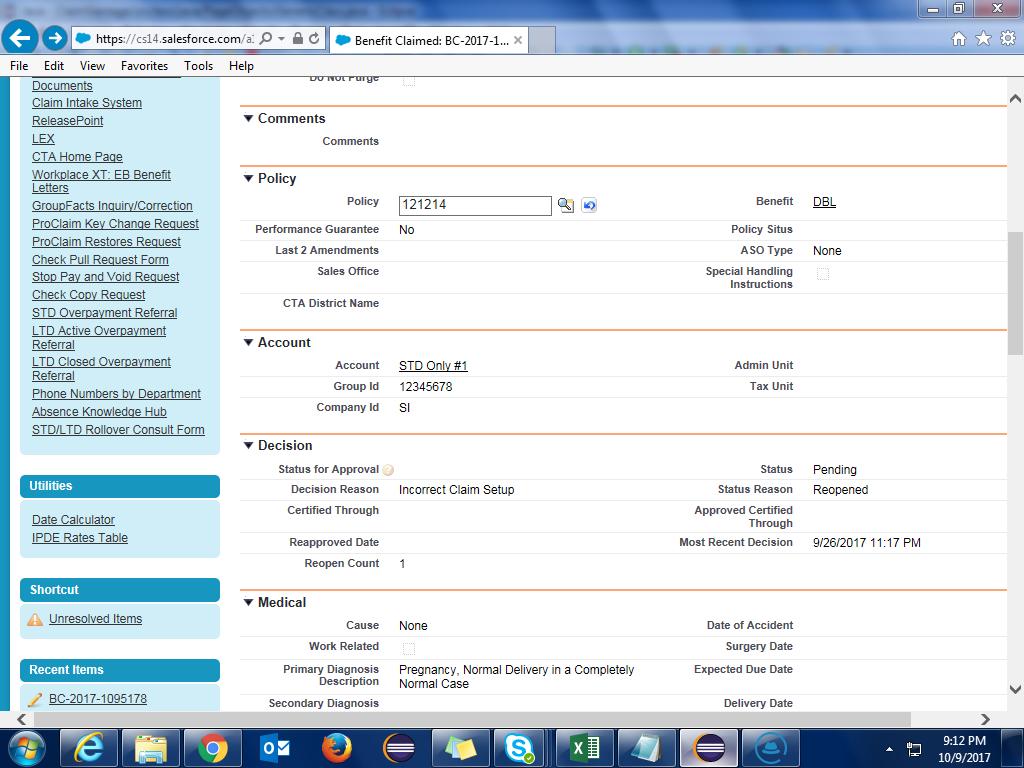 https://cs14.salesforce.com/a
Benefit Claimed: BC-2017-1...
File Edit View Favorites Tools Help
Do Not Purge
Documents
Claim Intake System
ReleasePoint
LEX
CTA Home Page
Workplace XT: EB Benefit
Letters
GroupFacts Inquiry/Correction
ProClaim Key Change Request
ProClaim Restores Request
Check Pull Request Form
Stop Pay and Void Request
Check Copy Request
STD Overpayment Referral
LTD Active Overpayment
Referral
LTD Closed Overpayment
Referral
Phone Numbers by Department
Absence Knowledge Hub
STD/LTD Rollover Consult Form
Utilities
Date Calculator
IPDE Rates Table
Shortcut
Unresolved Items
Recent Items
BC-2017-1095178
Comments
Comments
Policy
Policy 121214 Benefit DBL
Performance Guarantee No Policy Situs
Last 2 Amendments ASO Type None
Sales Office Special Handling
Instructions
CTA District Name
Account
Account STD Only #1 Admin Unit
Group Id 12345678 Tax Unit
Company Id SI
Decision
Status for Approval Status Pending
Decision Reason Incorrect Claim Setup Status Reason Reopened
Certified Through Approved Certified
Through
Reapproved Date Most Recent Decision 9/26/2017 11:17 PM
Reopen Count 1
Medical
Cause None Date of Accident
Work Related Surgery Date
Primary Diagnosis Pregnancy, Normal Delivery in a Completely Expected Due Date
Description Normal Case
Secondary Diagnosis Delivery Date
9:12 PM
10/9/2017